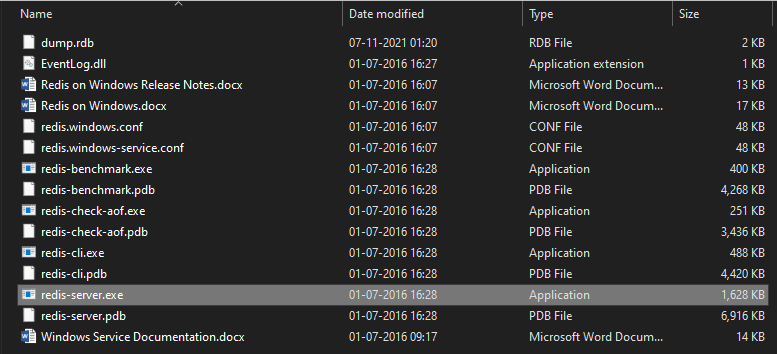 Name Date modified Type Size
dump.rdb 07-11-2021 01:20 RDB File 2 KB
EventLog.dll 01-07-2016 16:27 Application extension 1 KB
Redis on Windows Release Notes.docx 01-07-2016 16:07 Microsoft Word Docum... 13 KB
Redis on Windows.docx 01-07-2016 16:07 Microsoft Word Docum... 17 KB
redis.windows.conf 01-07-2016 16:07 CONF File 48 KB
redis.windows-service.conf 01-07-2016 16:07 CONF File 48 KB
redis-benchmark.exe 01-07-2016 16:28 Application 400 KB
redis-benchmark.pdb 01-07-2016 16:28 PDB File 4,268 KB
redis-check-aof.exe 01-07-2016 16:28 Application 251 KB
redis-check-aof.pdb 01-07-2016 16:28 PDB File 3,436 KB
redis-cli.exe 01-07-2016 16:28 Application 488 KB
redis-cli.pdb 01-07-2016 16:28 PDB File 4,420 KB
redis-server.exe 01-07-2016 16:28 Application 1,628 KB
redis-server.pdb 01-07-2016 16:28 PDB File 6,916 KB
Windows Service Documentation.docx 01-07-2016 09:17 Microsoft Word Docum... 14 KB